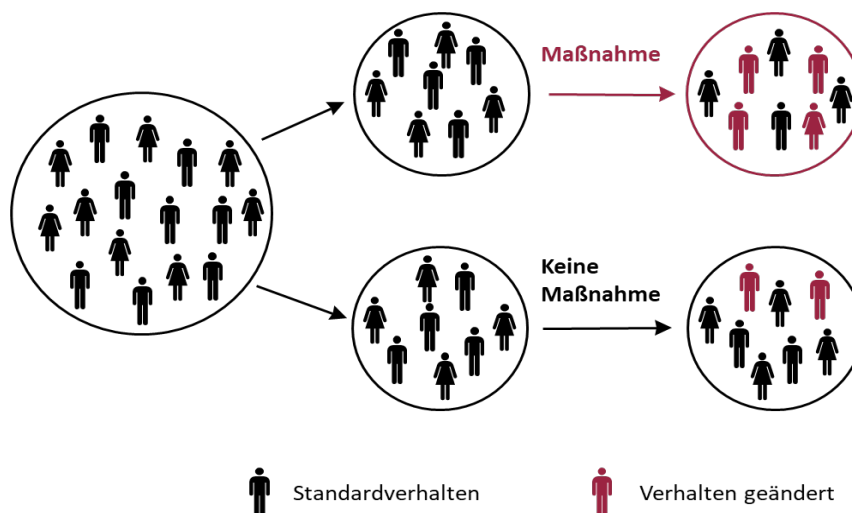 Maßnahme
Keine
Maßnahme
Standardverhalten
Verhalten geändert